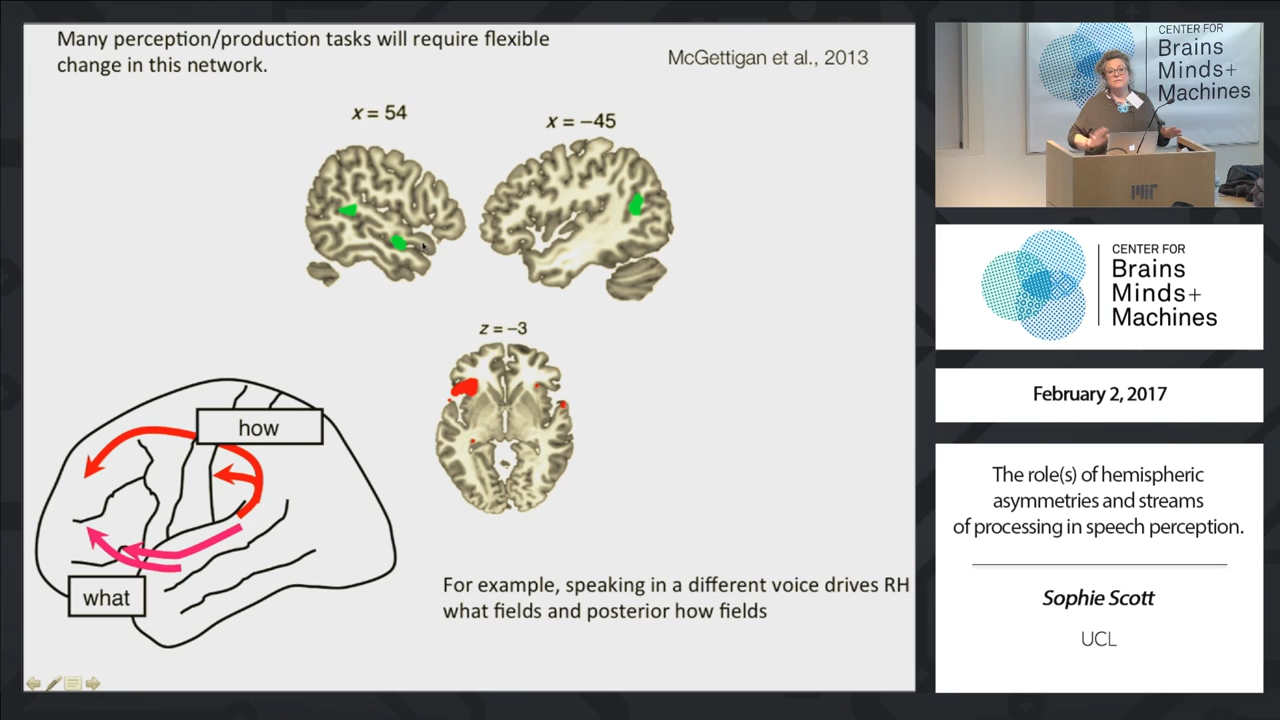 Many perception/production tasks will require flexible
change in this network.
McGettigan et al., 2013
x = 54
x = −45
z = −3
how
what
For example, speaking in a different voice drives RH
what fields and posterior how fields
CENTER FOR
Brains
Minds+
Machines
MIT
CENTER FOR
Brains
Minds+
Machines
February 2, 2017
The role(s) of hemispheric
asymmetries and streams
of processing in speech perception.
Sophie Scott
UCL